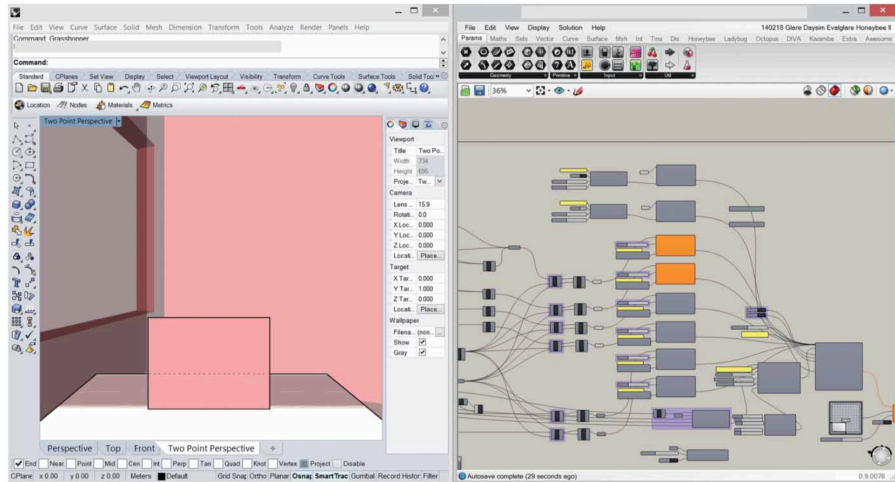 File Edit View Curve Surface Solid Mesh Dimension Transform Tools Analyze Render Panels Help
Command: Grasshopper
Command:
Standard CPlanes Set View Display Select Viewport Layout Visibility Transform Curve Tools Surface Tools Solid Too
Location Nodes Materials Metrics
Two Point Perspective
Viewport
Title Two Po...
Width 734
Height 696
Proje... Tw...
Camera
Lens ... 15.9
Rotati... 0.0
X Loc... 0.000
Y Loc... 0.000
Z Loc... 0.000
Locati... Place...
Target
X Tar... 0.000
Y Tar... 1.000
Z Tar... 0.000
Locati... Place...
Wallpaper
Filena... (non...
Show
Gray
Perspective Top Front Two Point Perspective
End Near Point Mid Cen Int Perp Tan Quad Knot Vertex Project Disable
CPlane x 0.00 y 0.00 z 0.00 Meters Default Grid Snap Ortho Planar Osnap SmartTrac Gumbal Record Histor Filter
File Edit View Display Solution Help 140218 Glare Daysim Evalglare Honeybee II
Params Maths Sets Vector Curve Surface Msh Int Trns Dis Honeybee Ladybug Octopus DIVA Karamba Extra Awesome
Geometry Primitive Input Util
36%
Autosave complete (29 seconds ago) 0.9.0076